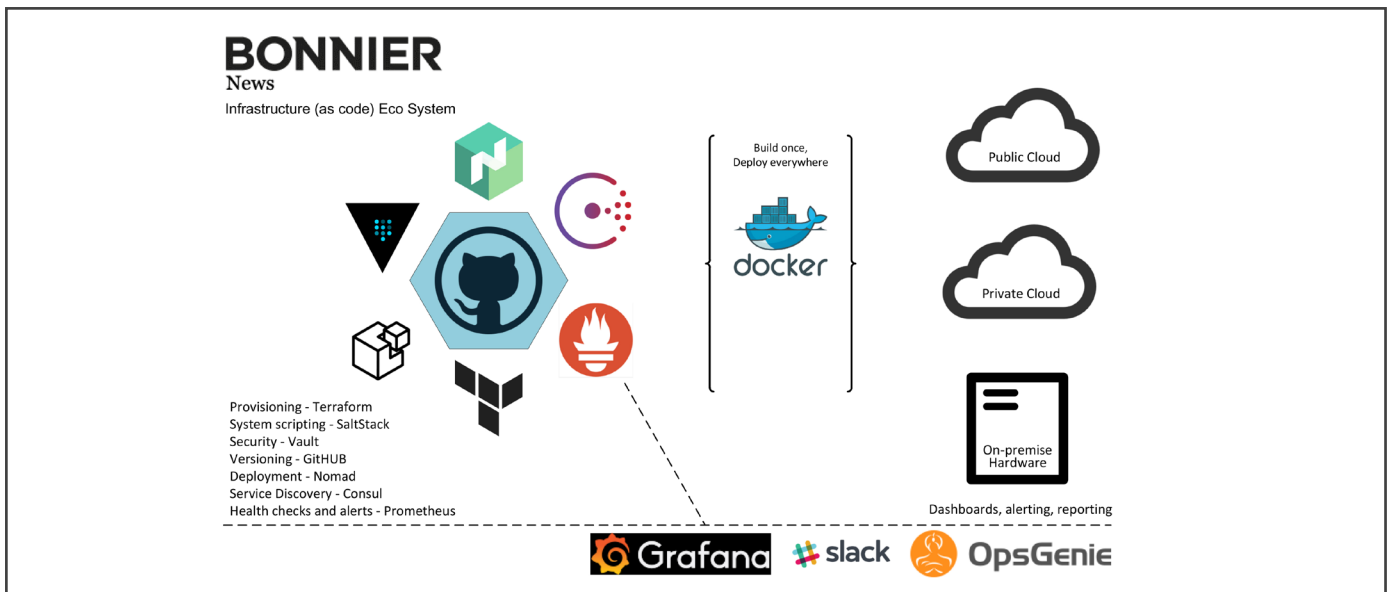 BONNIER
News
Infrastructure (as code) Eco System
Build once,
Deploy everywhere
docker
Public Cloud
Private Cloud
On-premise
Hardware
Provisioning - Terraform
System scripting - SaltStack
Security - Vault
Versioning - GitHUB
Deployment - Nomad
Service Discovery - Consul
Health checks and alerts - Prometheus
Dashboards, alerting, reporting
Grafana
slack
OpsGenie